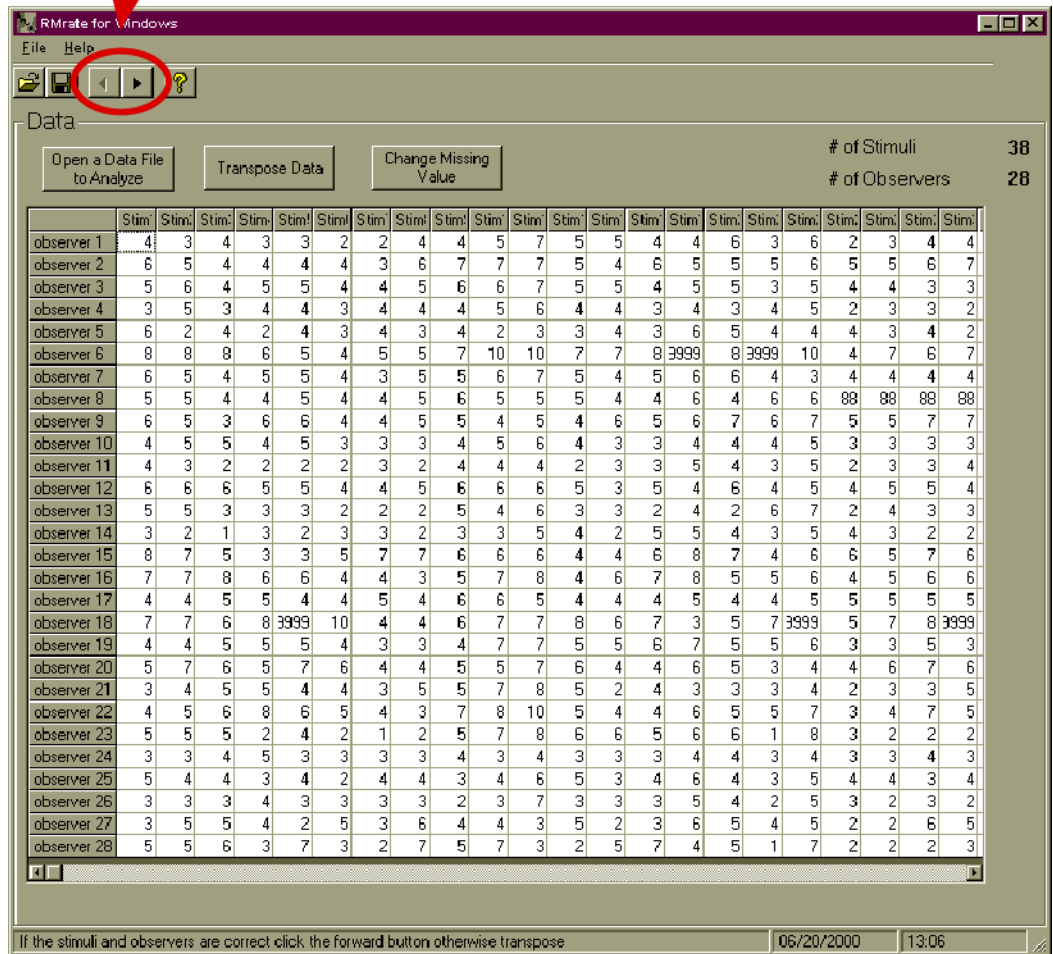 RMrate for Windows
File Help
Data
Open a Data File to Analyze
Transpose Data
Change Missing Value
# of Stimuli 38
# of Observers 28
Stim Stim Stim Stim Stim Stim Stim Stim Stim Stim Stim Stim Stim Stim Stim Stim Stim Stim Stim Stim Stim Stim
observer 1 4 3 4 3 3 2 2 4 4 5 7 5 5 4 4 6 3 6 2 3 4 4
observer 2 6 5 4 4 4 4 3 6 7 7 7 5 4 6 5 5 5 6 5 5 6 7
observer 3 5 6 4 5 5 4 4 5 6 6 7 5 5 4 5 5 3 5 4 4 3 3
observer 4 3 5 3 4 4 3 4 4 4 5 6 4 4 3 4 3 4 5 2 3 3 2
observer 5 6 2 4 2 4 3 4 3 4 2 3 3 4 3 6 5 4 4 4 3 4 2
observer 6 8 8 8 6 5 4 5 5 7 10 10 7 7 8 9999 8 9999 10 4 7 6 7
observer 7 6 5 4 5 5 4 3 5 5 6 7 5 4 5 6 6 4 3 4 4 4 4
observer 8 5 5 4 4 5 4 4 5 6 5 5 5 4 4 6 4 6 6 88 88 88 88
observer 9 6 5 3 6 6 4 4 5 5 4 5 4 6 5 6 7 6 7 5 5 7 7
observer 10 4 5 5 4 5 3 3 3 4 5 6 4 3 3 4 4 4 5 3 3 3 3
observer 11 4 3 2 2 2 2 3 2 4 4 4 2 3 3 5 4 3 5 2 3 3 4
observer 12 6 6 6 5 5 4 4 5 6 6 6 5 3 5 4 6 4 5 4 5 5 4
observer 13 5 5 3 3 3 2 2 2 5 4 6 3 3 2 4 2 6 7 2 4 3 3
observer 14 3 2 1 3 2 3 3 2 3 3 5 4 2 5 5 4 3 5 4 3 2 2
observer 15 8 7 5 3 3 5 7 7 6 6 6 4 4 6 8 7 4 6 6 5 7 6
observer 16 7 7 8 6 6 4 4 3 5 7 8 4 6 7 8 5 5 6 4 5 6 6
observer 17 4 4 5 5 4 4 5 4 6 6 5 4 4 4 5 4 4 5 5 5 5 5
observer 18 7 7 6 8 9999 10 4 4 6 7 7 8 6 7 3 5 7 9999 5 7 8 9999
observer 19 4 4 5 5 5 4 3 3 4 7 7 5 5 6 7 5 5 6 3 3 5 3
observer 20 5 7 6 5 7 6 4 4 5 5 7 6 4 4 6 5 3 4 4 6 7 6
observer 21 3 4 5 5 4 4 3 5 5 7 8 5 2 4 3 3 3 4 2 3 3 5
observer 22 4 5 6 8 6 5 4 3 7 8 10 5 4 4 6 5 5 7 3 4 7 5
observer 23 5 5 5 2 4 2 1 2 5 7 8 6 6 5 6 6 1 8 3 2 2 2
observer 24 3 3 4 5 3 3 3 3 4 3 4 3 3 3 4 4 3 4 3 3 4 3
observer 25 5 4 4 3 4 2 4 4 3 4 6 5 3 4 6 4 3 5 4 4 3 4
observer 26 3 3 3 4 3 3 3 3 2 3 7 3 3 3 5 4 2 5 3 2 3 2
observer 27 3 5 5 4 2 5 3 6 4 4 3 5 2 3 6 5 4 5 2 2 6 5
observer 28 5 5 6 3 7 3 2 7 5 7 3 2 5 7 4 5 1 7 2 2 2 3
If the stimuli and observers are correct click the forward button otherwise transpose 06/20/2000 13:06